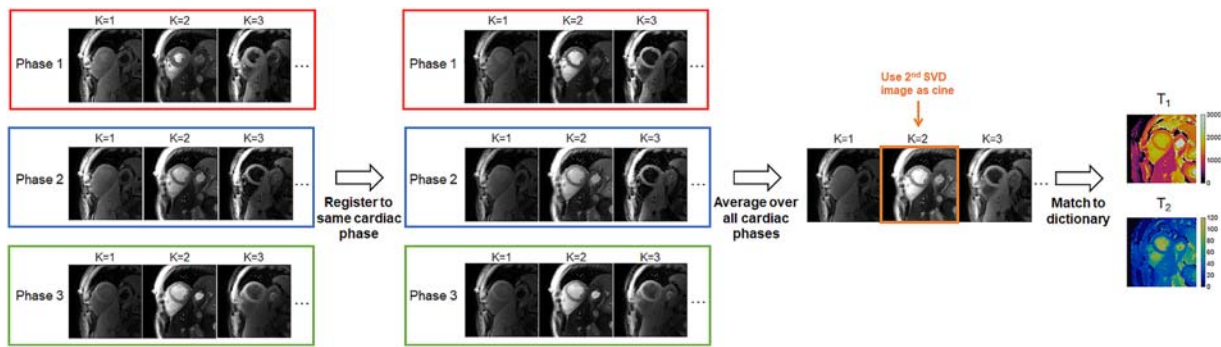 K=1 K=2 K=3
Phase 1
...
K=1 K=2 K=3
Phase 2
...
K=1 K=2 K=3
Phase 3
...
Register to
same cardiac
phase
K=1 K=2 K=3
Phase 1
...
K=1 K=2 K=3
Phase 2
...
K=1 K=2 K=3
Phase 3
...
Average over
all cardiac
phases
Use 2nd SVD
image as cine
K=1 K=2 K=3
...
Match to
dictionary
T1
3000
2000
1000
0
T2
120
100
80
60
40
20
0